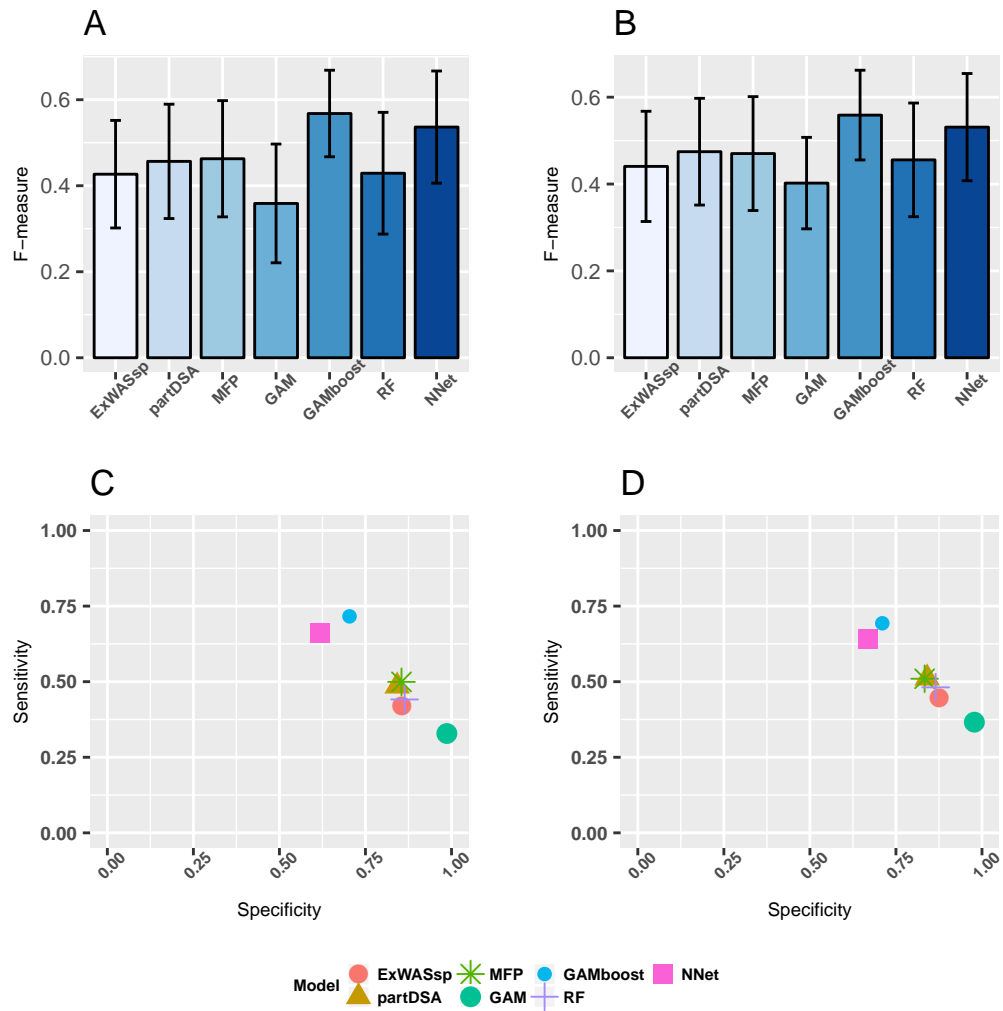 A
F-measure
0.6
0.4
0.2
0.0
ExWASsp
partDSA
MFP
GAM
GAMboost
RF
NNet
B
F-measure
0.6
0.4
0.2
0.0
ExWASsp
partDSA
MFP
GAM
GAMboost
RF
NNet
C
Sensitivity
1.00
0.75
0.50
0.25
0.00
0.00
0.25
0.50
0.75
1.00
Specificity
D
Sensitivity
1.00
0.75
0.50
0.25
0.00
0.00
0.25
0.50
0.75
1.00
Specificity
Model
ExWASsp MFP GAMboost NNet
partDSA GAM RF